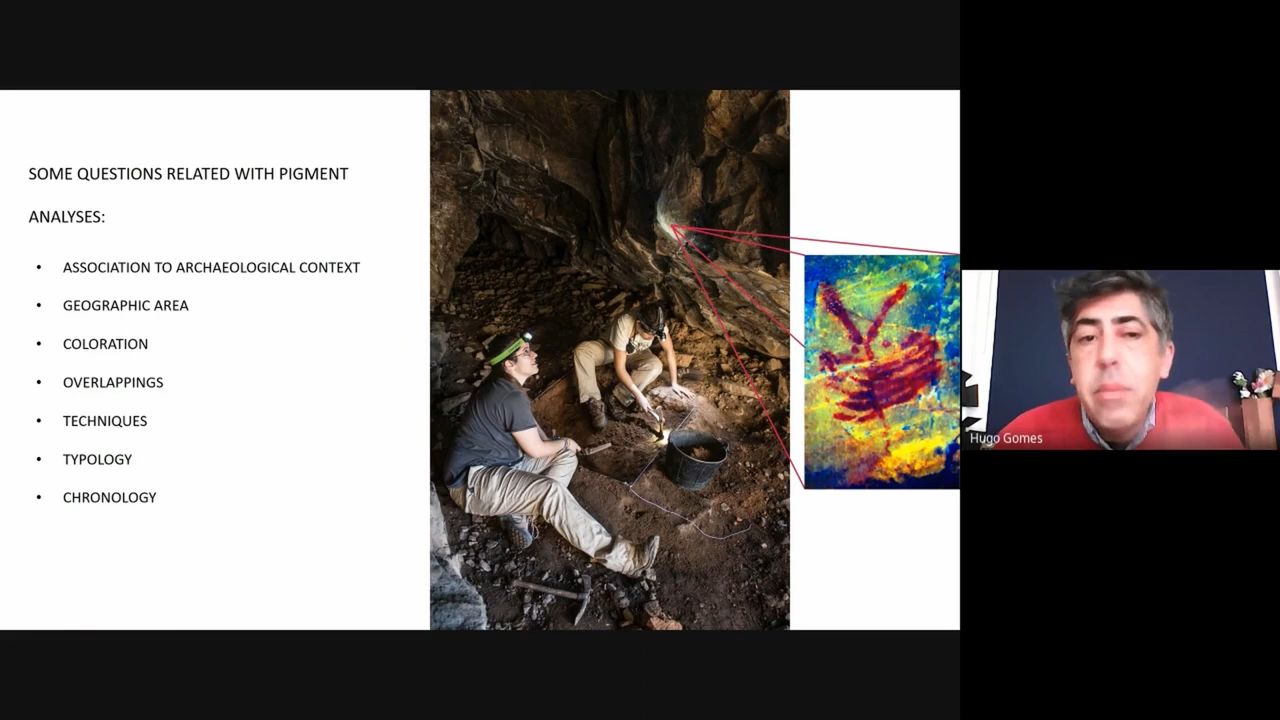 SOME QUESTIONS RELATED WITH PIGMENT
ANALYSES:
• ASSOCIATION TO ARCHAEOLOGICAL CONTEXT
• GEOGRAPHIC AREA
• COLORATION
• OVERLAPPINGS
• TECHNIQUES
• TYPOLOGY
• CHRONOLOGY
Hugo Gomes